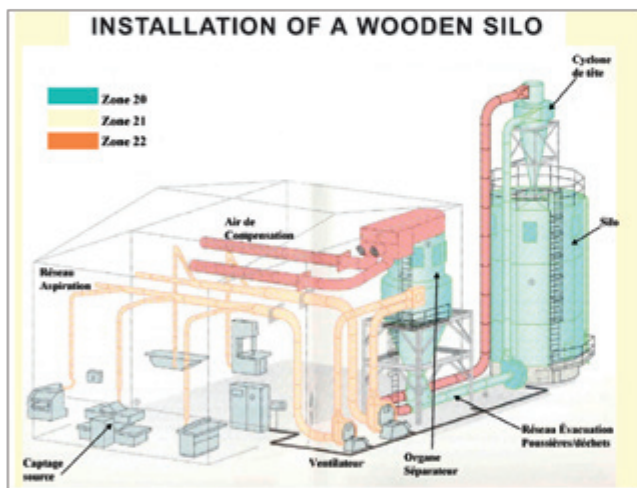 INSTALLATION OF A WOODEN SILO
Cyclone
de tête
Zone 20
Zone 21
Zone 22
Air de
Compensation
Silo
Réseau
Aspiration
Captage
source
Ventilateur
Organe
Séparateur
Réseau Évacuation
Poussières/déchets